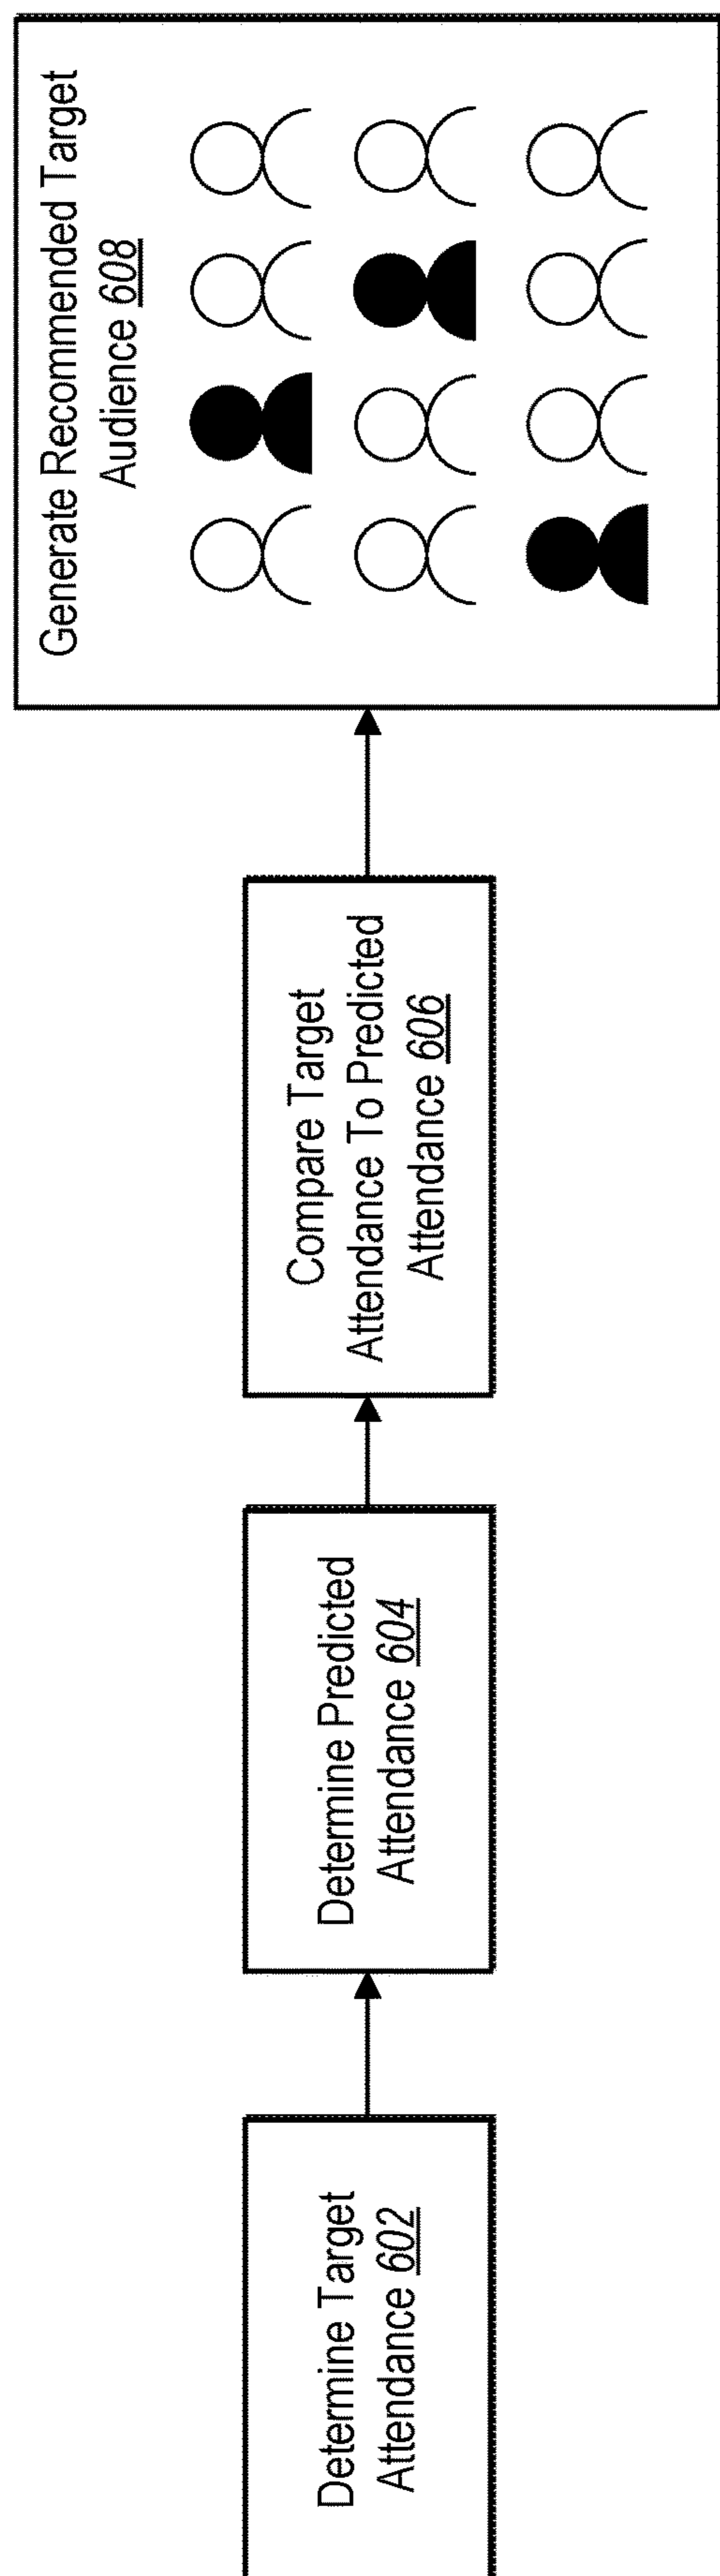 Determine Target
Attendance 602
Determine Predicted
Attendance 604
Compare Target
Attendance To Predicted
Attendance 606
Generate Recommended Target
Audience 608